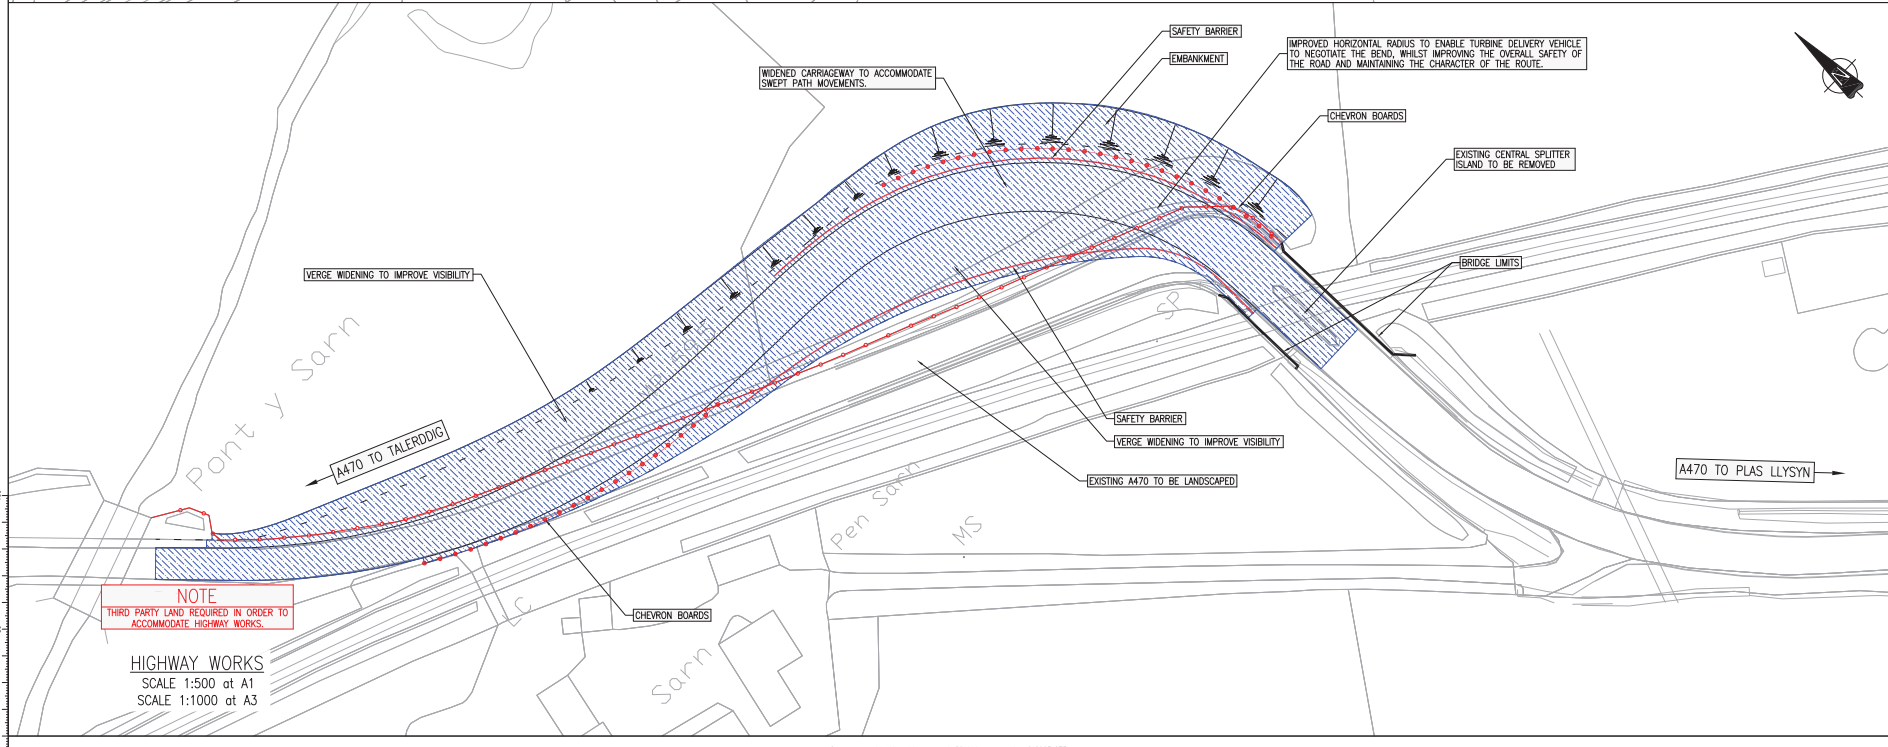 SAFETY BARRIER
EMBANKMENT
IMPROVED HORIZONTAL RADIUS TO ENABLE TURBINE DELIVERY VEHICLE
TO NEGOTIATE THE BEND, WHILST IMPROVING THE OVERALL SAFETY OF
THE ROAD AND MAINTAINING THE CHARACTER OF THE ROUTE.
WIDENED CARRIAGEWAY TO ACCOMMODATE
SWEPT PATH MOVEMENTS.
N
CHEVRON BOARDS
EXISTING CENTRAL SPLITTER
ISLAND TO BE REMOVED
BRIDGE LIMITS
VERGE WIDENING TO IMPROVE VISIBILITY
SP
Pont y Sarn
A470 TO TALERDDIG
SAFETY BARRIER
VERGE WIDENING TO IMPROVE VISIBILITY
EXISTING A470 TO BE LANDSCAPED
A470 TO PLAS LLYSYN
Pen Sarn
MS
LC
CHEVRON BOARDS
Sarn
NOTE
THIRD PARTY LAND REQUIRED IN ORDER TO
ACCOMMODATE HIGHWAY WORKS.
HIGHWAY WORKS
SCALE 1:500 at A1
SCALE 1:1000 at A3